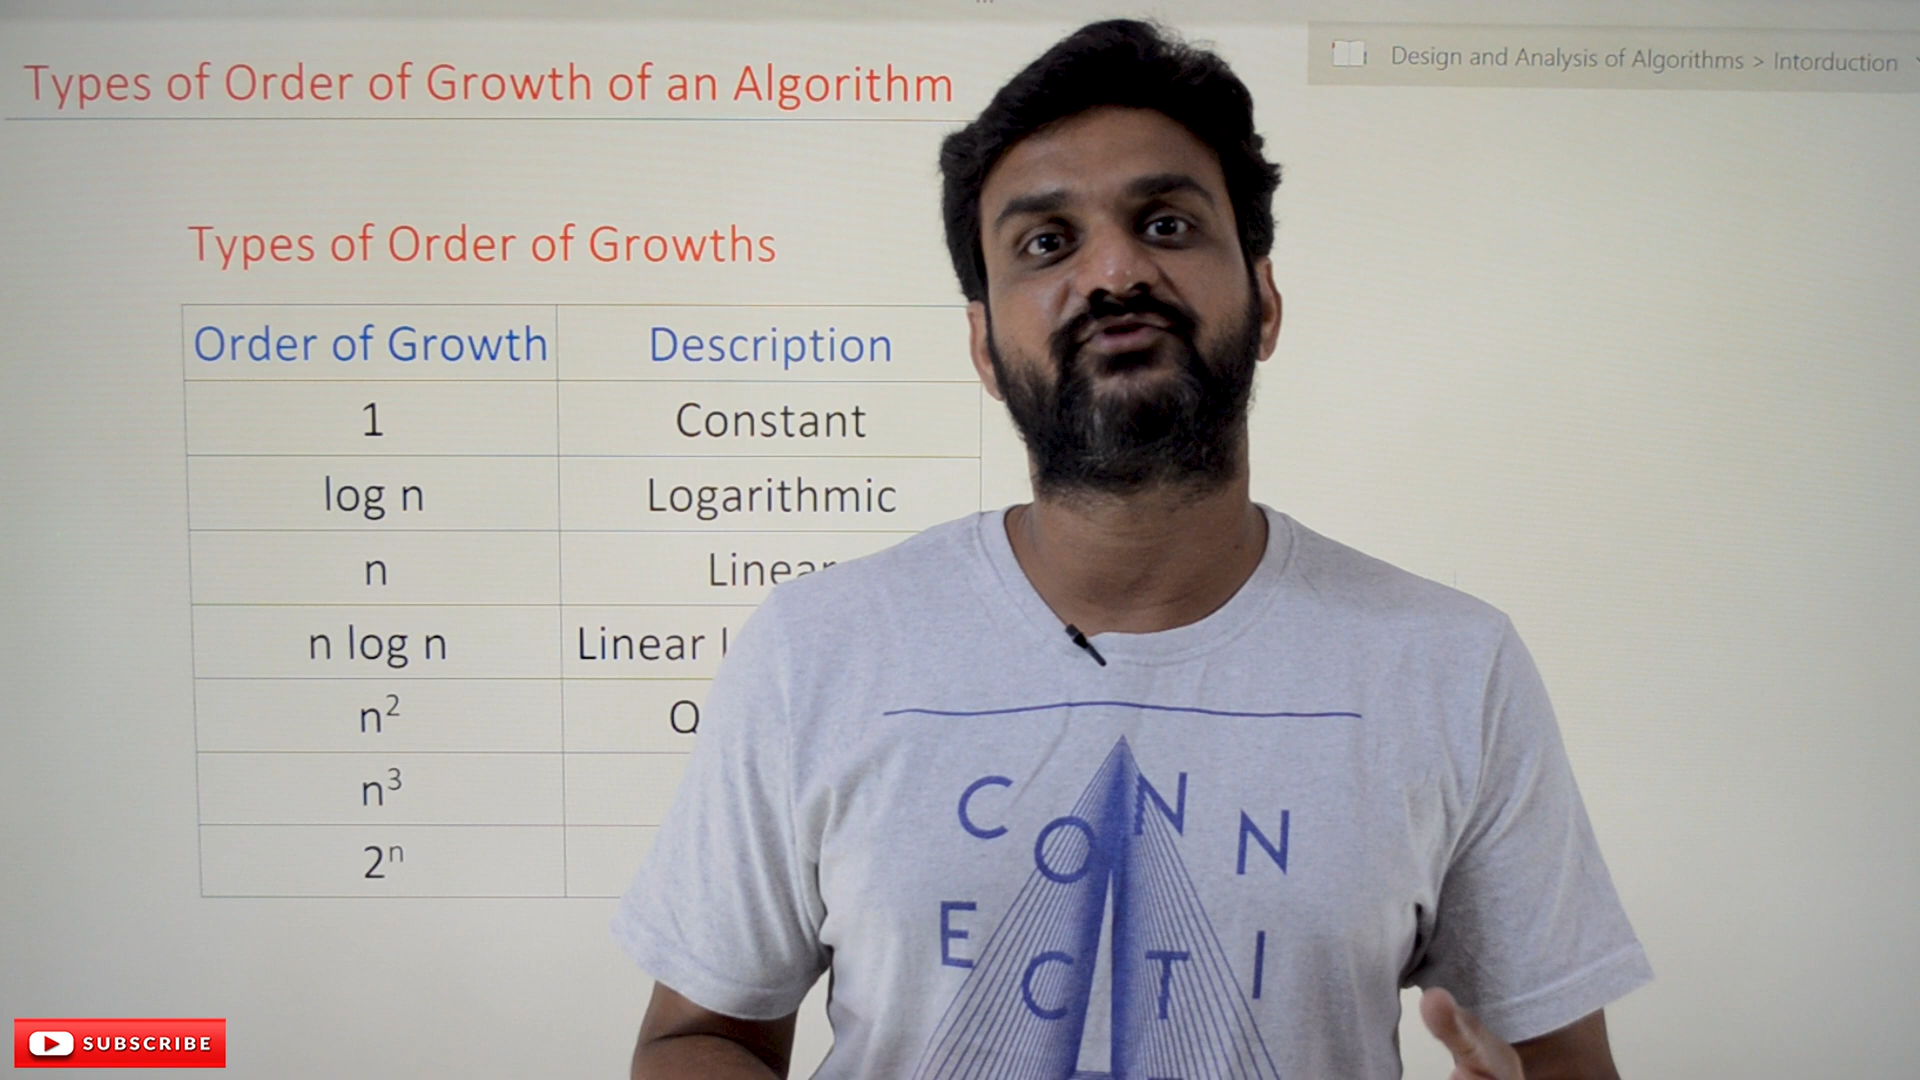 Types of Order of Growth of an Algorithm
Design and Analysis of Algorithms > Intorduction
Types of Order of Growths
Order of Growth Description
1 Constant
log n Logarithmic
n Linear
n log n Linear
n²
n³
2ⁿ
C O N N
E C T I
SUBSCRIBE